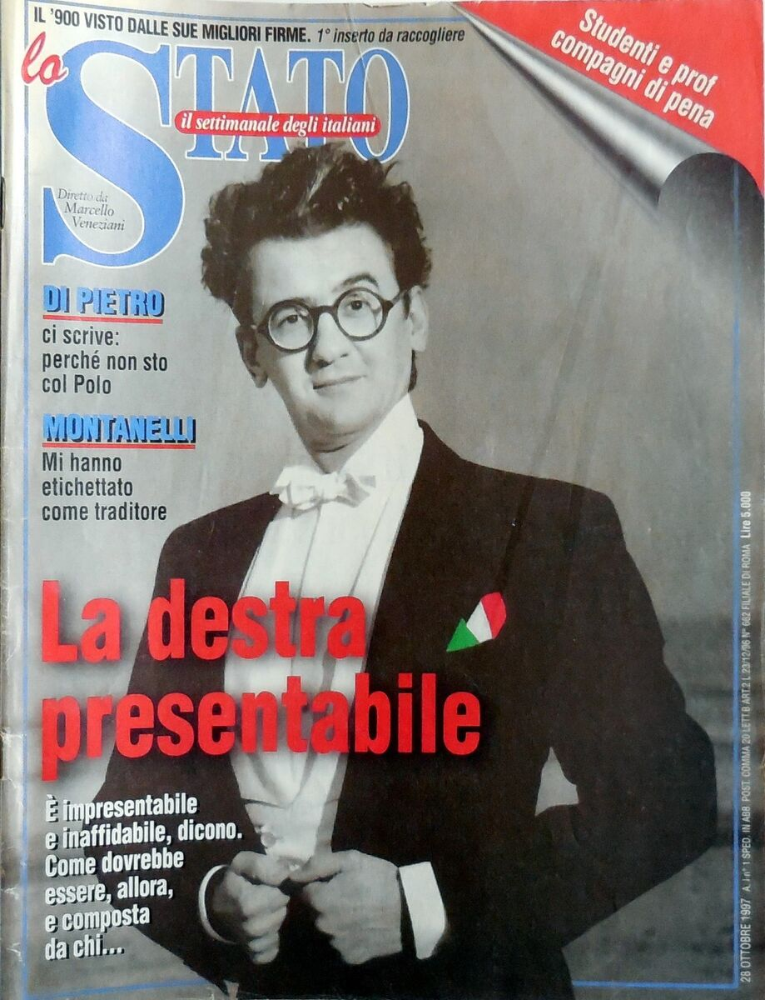 IL '900 VISTO DALLE SUE MIGLIORI FIRME. 1° inserto da raccogliere
lo STATO
il settimanale degli italiani
Diretto da
Marcello
Veneziani
Studenti e prof
compagni di pena
DI PIETRO
ci scrive:
perché non sto
col Polo
MONTANELLI
Mi hanno
etichettato
come traditore
La destra
presentabile
È impresentabile
e inaffidabile, dicono.
Come dovrebbe
essere, allora,
e composta
da chi...
28 OTTOBRE 1997 A. I n° 1 SPED. IN ABB. POST. COMMA 20 LETT.B ART.2 L 23/12/96 N° 662 FILIALE DI ROMA Lire 5.000